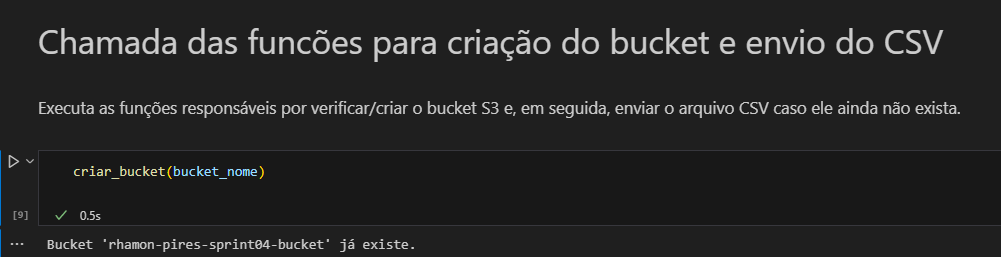 Chamada das funcões para criação do bucket e envio do CSV
Executa as funções responsáveis por verificar/criar o bucket S3 e, em seguida, enviar o arquivo CSV caso ele ainda não exista.
criar_bucket(bucket_nome)
[9]
0.5s
Bucket 'rhamon-pires-sprint04-bucket' já existe.